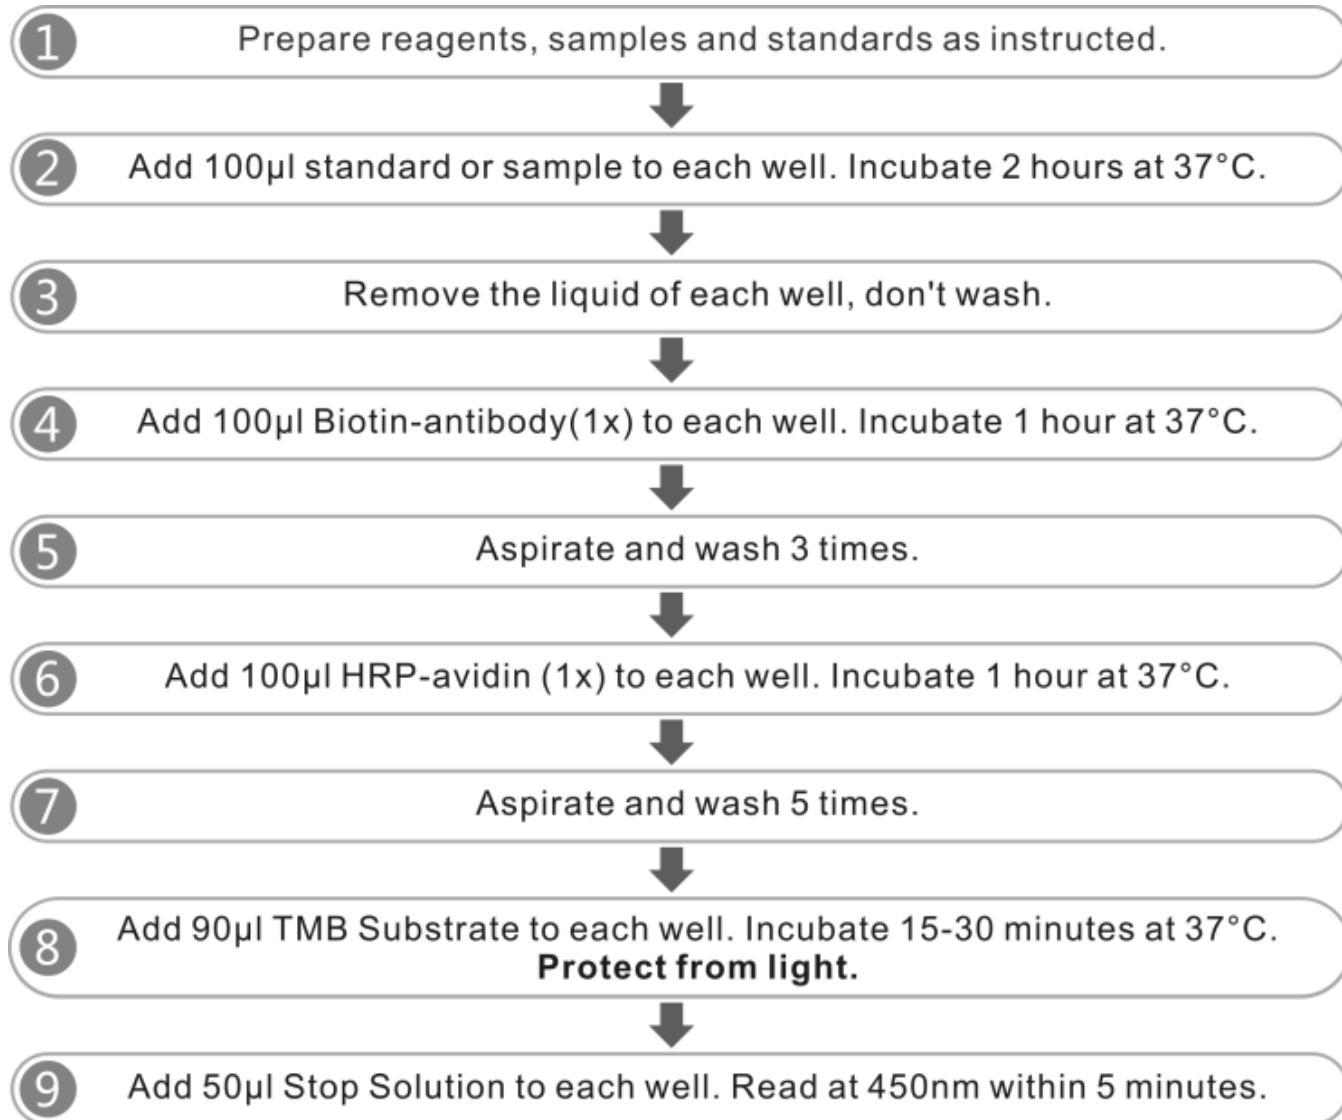 1 Prepare reagents, samples and standards as instructed.
2 Add 100µl standard or sample to each well. Incubate 2 hours at 37°C.
3 Remove the liquid of each well, don't wash.
4 Add 100µl Biotin-antibody(1x) to each well. Incubate 1 hour at 37°C.
5 Aspirate and wash 3 times.
6 Add 100µl HRP-avidin (1x) to each well. Incubate 1 hour at 37°C.
7 Aspirate and wash 5 times.
8 Add 90µl TMB Substrate to each well. Incubate 15-30 minutes at 37°C.
Protect from light.
9 Add 50µl Stop Solution to each well. Read at 450nm within 5 minutes.